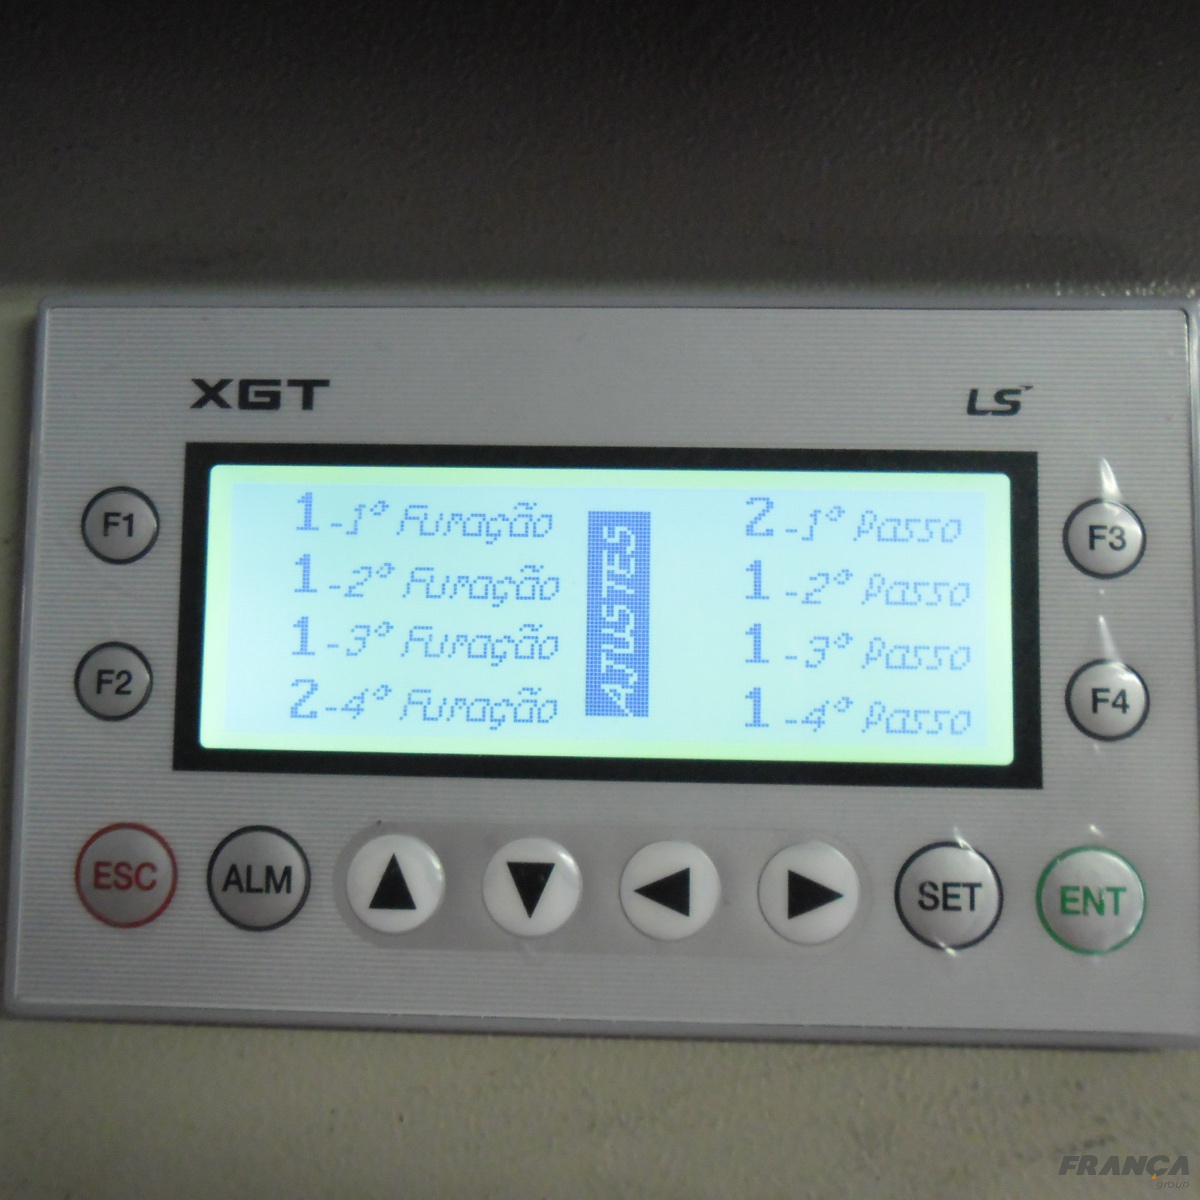 XGT
LS
F1
F2
1-1º Furação
1-2º Furação
1-3º Furação
2-4º Furação
AJUSTES
2-1º Passo
1-2º Passo
1-3º Passo
1-4º Passo
F3
F4
ESC
ALM
SET
ENT
FRANÇA
group